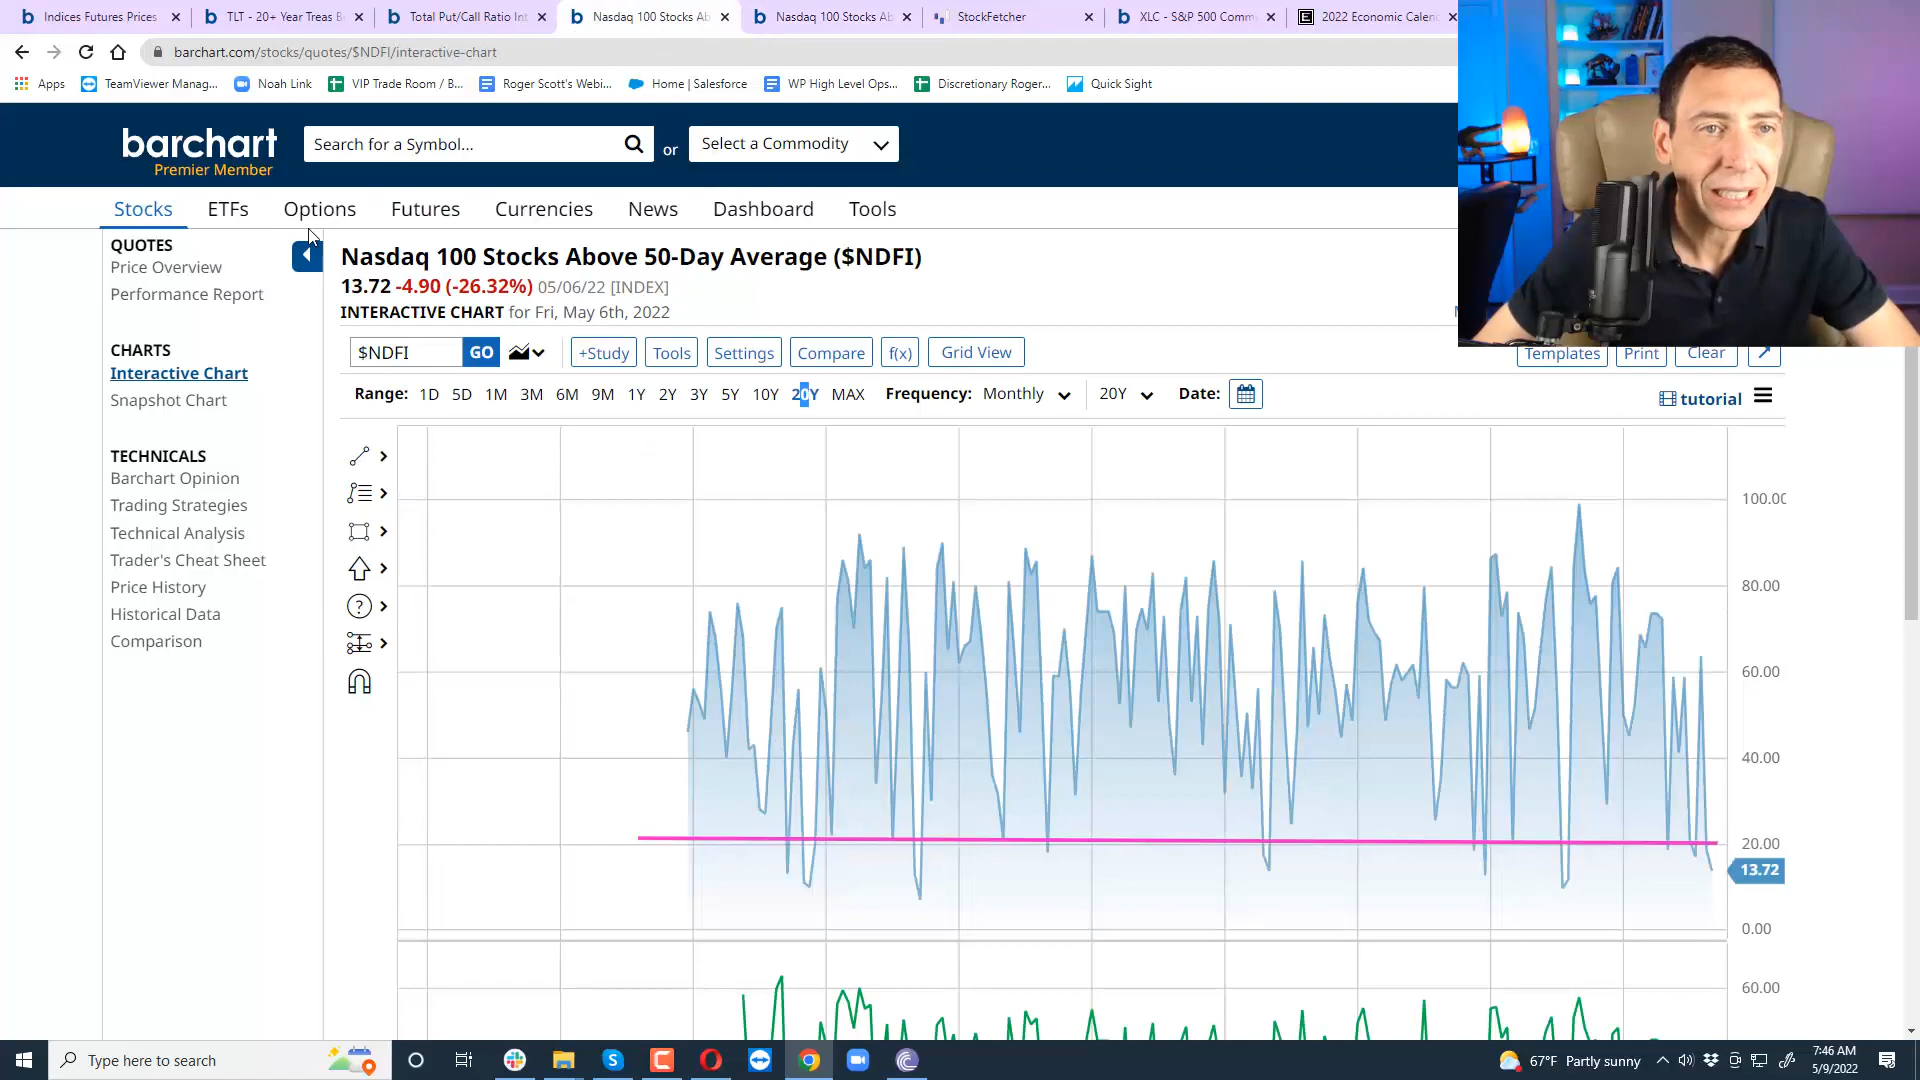 Indices Futures Prices
TLT - 20+ Year Treas B
Total Put/Call Ratio Int
Nasdaq 100 Stocks Ab
Nasdaq 100 Stocks Ab
StockFetcher
XLC - S&P 500 Comm
2022 Economic Calen
barchart.com/stocks/quotes/$NDFI/interactive-chart
Apps
TeamViewer Manag...
Noah Link
VIP Trade Room / B...
Roger Scott's Webi...
Home | Salesforce
WP High Level Ops...
Discretionary Roger...
Quick Sight
barchart
Premier Member
Search for a Symbol...
or
Select a Commodity
Stocks ETFs Options Futures Currencies News Dashboard Tools
QUOTES
Price Overview
Performance Report
CHARTS
Interactive Chart
Snapshot Chart
TECHNICALS
Barchart Opinion
Trading Strategies
Technical Analysis
Trader's Cheat Sheet
Price History
Historical Data
Comparison
Nasdaq 100 Stocks Above 50-Day Average ($NDFI)
13.72 -4.90 (-26.32%) 05/06/22 [INDEX]
INTERACTIVE CHART for Fri, May 6th, 2022
$NDFI GO +Study Tools Settings Compare f(x) Grid View Templates Print Clear
Range: 1D 5D 1M 3M 6M 9M 1Y 2Y 3Y 5Y 10Y 20Y MAX Frequency: Monthly 20Y Date:
tutorial
100.00
80.00
60.00
40.00
20.00
13.72
0.00
60.00
Type here to search
67°F Partly sunny
7:46 AM
5/9/2022